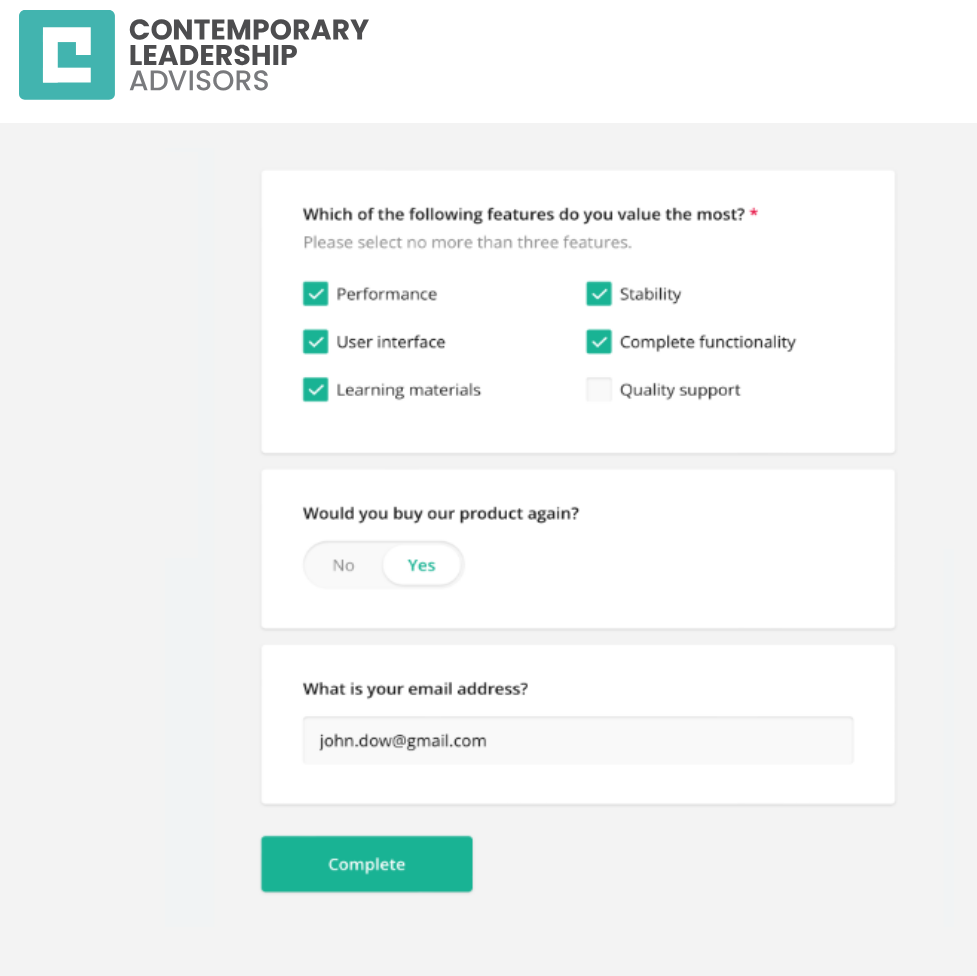 CONTEMPORARY
LEADERSHIP
ADVISORS
Which of the following features do you value the most? *
Please select no more than three features.
Performance
Stability
User interface
Complete functionality
Learning materials
Quality support
Would you buy our product again?
No Yes
What is your email address?
john.dow@gmail.com
Complete